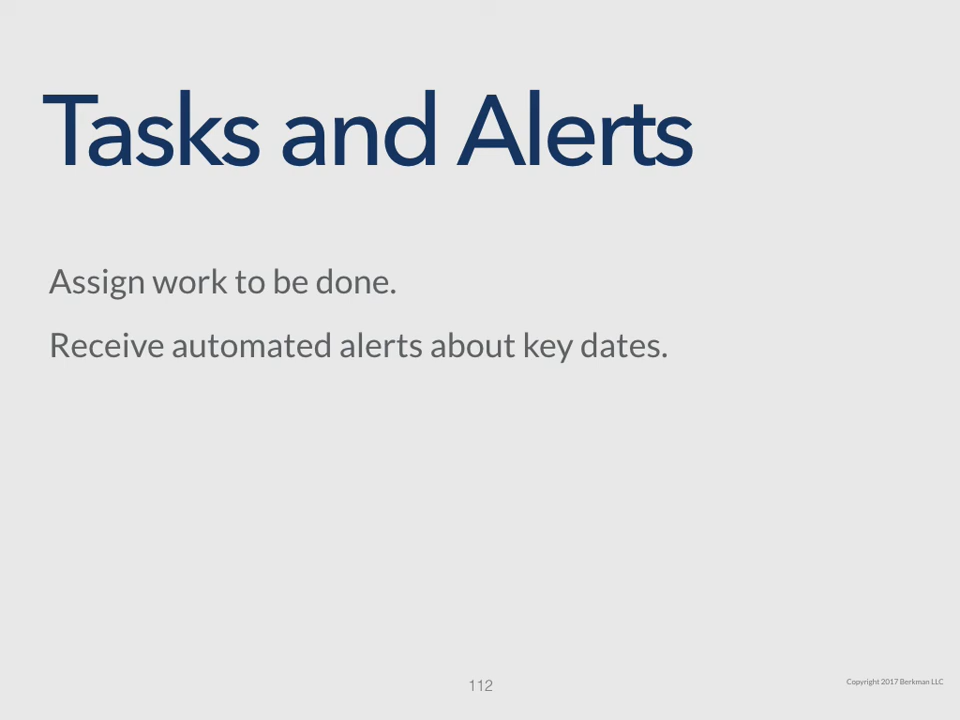 Tasks and Alerts
Assign work to be done.
Receive automated alerts about key dates.
112
Copyright 2017 Berkman LLC